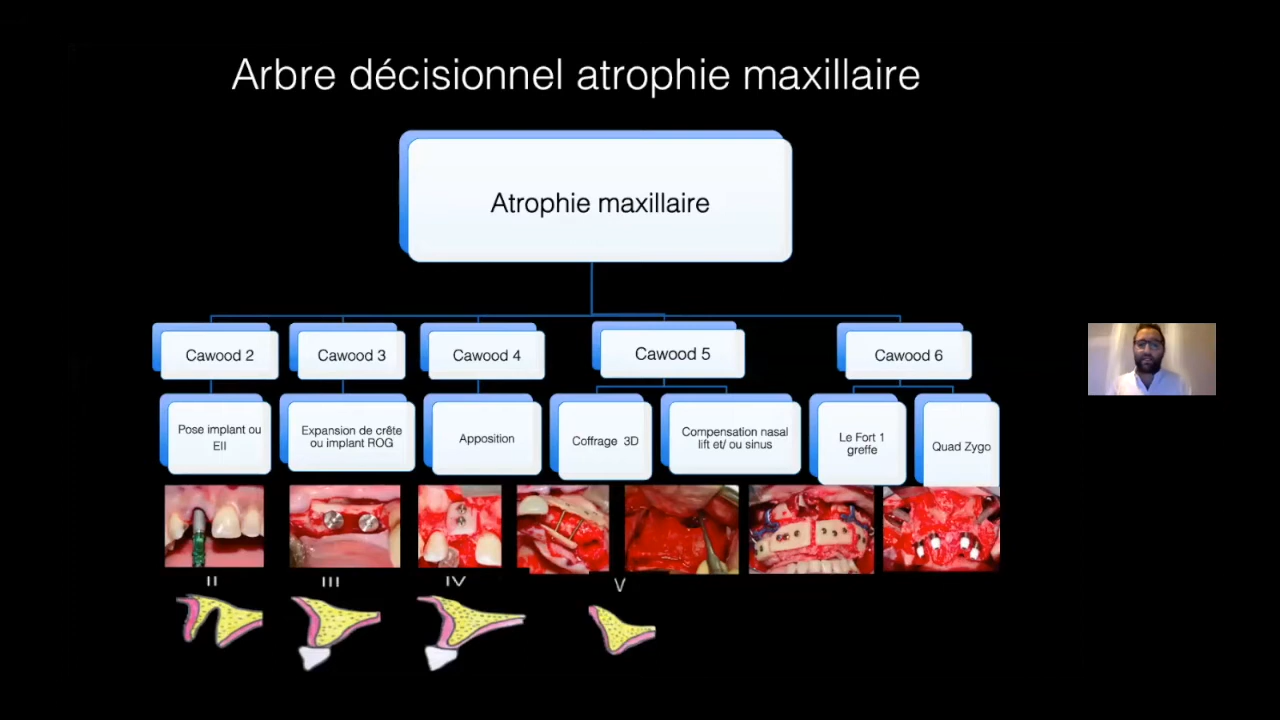 Arbre décisionnel atrophie maxillaire
Atrophie maxillaire
Cawood 2
Cawood 3
Cawood 4
Cawood 5
Cawood 6
Pose implant ou
EII
Expansion de crête
ou implant ROG
Apposition
Coffrage 3D
Compensation nasal
lift et/ ou sinus
Le Fort 1
greffe
Quad Zygo
II
III
IV
V